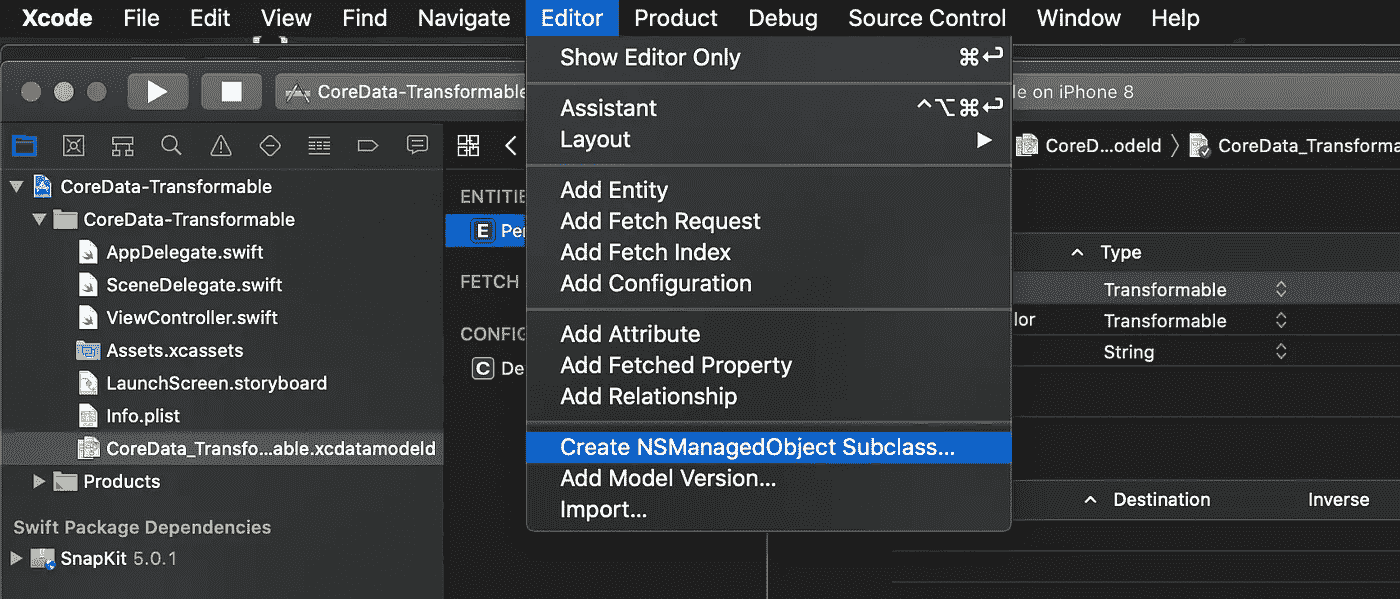 Xcode File Edit View Find Navigate Editor Product Debug Source Control Window Help
Show Editor Only ⌘↩
CoreData-Transformable
le on iPhone 8
Assistant ^⌥⌘↩
Layout ▶
CoreD...odeld
CoreData_Transforma
CoreData-Transformable
CoreData-Transformable
AppDelegate.swift
SceneDelegate.swift
ViewController.swift
Assets.xcassets
LaunchScreen.storyboard
Info.plist
CoreData_Transfo...able.xcdatamodeld
Products
Swift Package Dependencies
SnapKit 5.0.1
ENTITIE
E Per
FETCH
CONFIG
C De
Add Entity
Add Fetch Request
Add Fetch Index
Add Configuration
Add Attribute
Add Fetched Property
Add Relationship
Create NSManagedObject Subclass...
Add Model Version...
Import...
Type
Transformable
lor Transformable
String
Destination Inverse